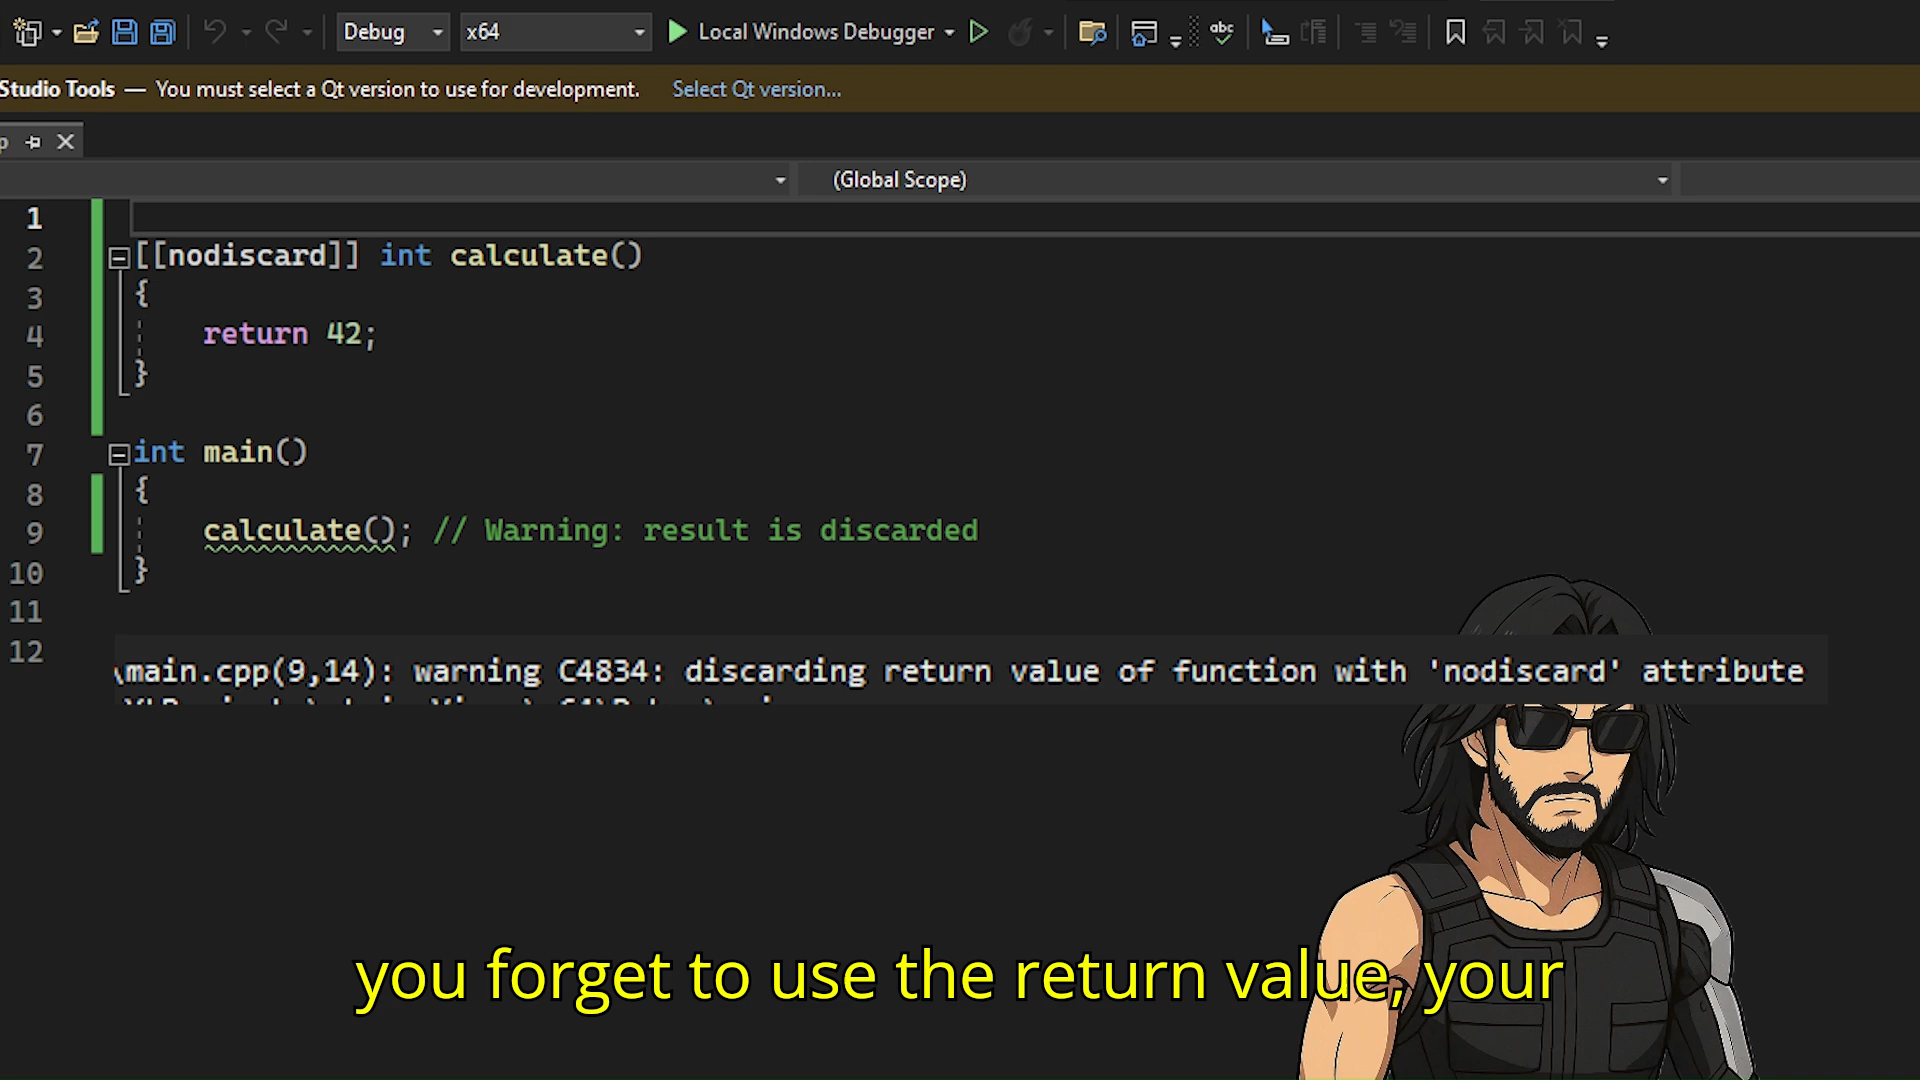 Debug x64 Local Windows Debugger abc
Studio Tools — You must select a Qt version to use for development. Select Qt version...
p
(Global Scope)
1
2 [[nodiscard]] int calculate()
3 {
4 return 42;
5 }
6
7 int main()
8 {
9 calculate(); // Warning: result is discarded
10 }
11
12
\main.cpp(9,14): warning C4834: discarding return value of function with 'nodiscard' attribute
you forget to use the return value, your